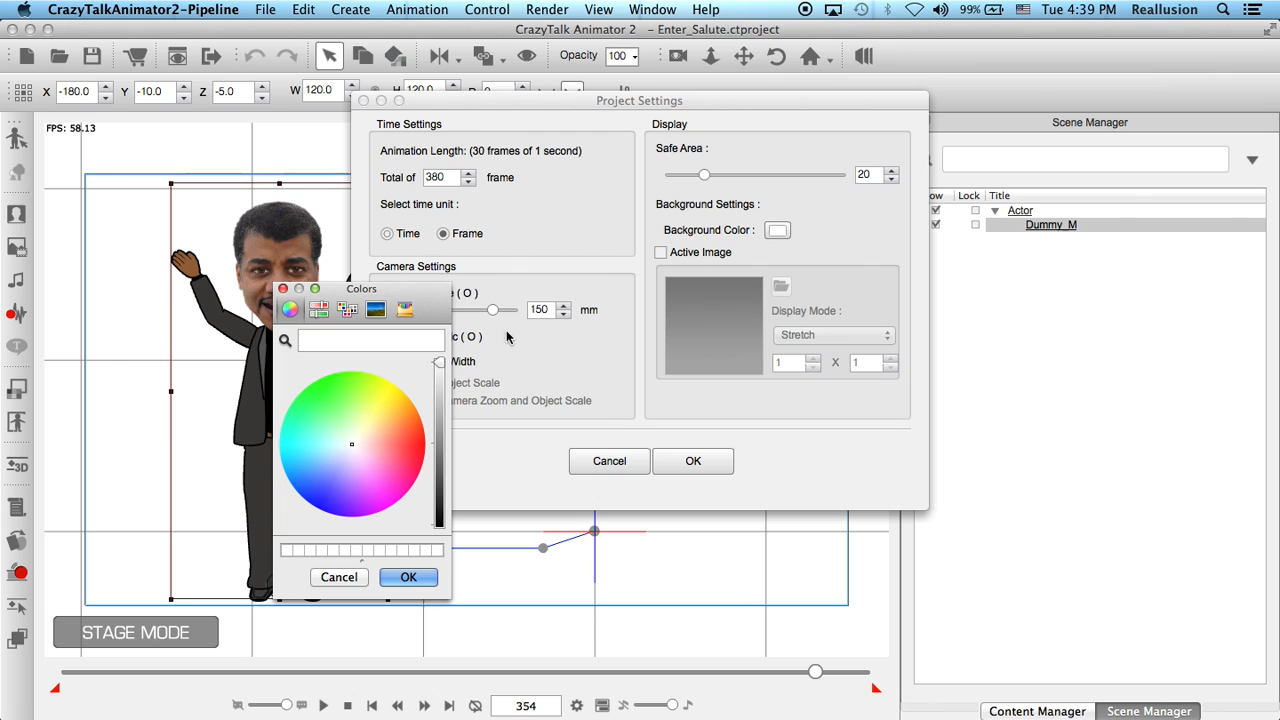 CrazyTalkAnimator2-Pipeline File Edit Create Animation Control Render View Window Help 99% Tue 4:39 PM Reallusion
CrazyTalk Animator 2 - Enter_Salute.ctproject
Opacity 100
X -180.0 Y -10.0 Z -5.0 W 120.0 H 120.0
Project Settings
Scene Manager
FPS: 58.13
Time Settings
Display
Animation Length: (30 frames of 1 second)
Safe Area :
Total of 380 frame
20
Lock Title
Select time unit :
Background Settings :
Actor
Time Frame
Background Color :
Dummy_M
Active Image
Camera Settings
Colors
( O )
150 mm
Display Mode :
Stretch
( O )
Width
1 X 1
Object Scale
Camera Zoom and Object Scale
Cancel OK
Cancel OK
STAGE MODE
354
Content Manager Scene Manager